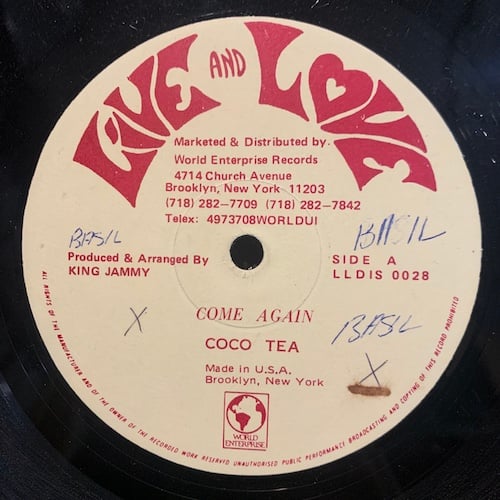 LIVE AND LOVE
Marketed & Distributed by.
World Enterprise Records
4714 Church Avenue
Brooklyn, New York 11203
(718) 282-7709 (718) 282-7842
Telex: 4973708WORLDUI
BASIL
BASIL
Produced & Arranged By
KING JAMMY
SIDE A
LLDIS 0028
X
COME AGAIN
COCO TEA
BASIL
X
Made in U.S.A.
Brooklyn, New York
WORLD
ENTERPRISE
ALL RIGHTS OF THE MANUFACTURER AND OF THE OWNER OF THE RECORDED WORK RESERVED UNAUTHORISED PUBLIC PERFORMANCE BROADCASTING AND COPYING OF THIS RECORD PROHIBITED